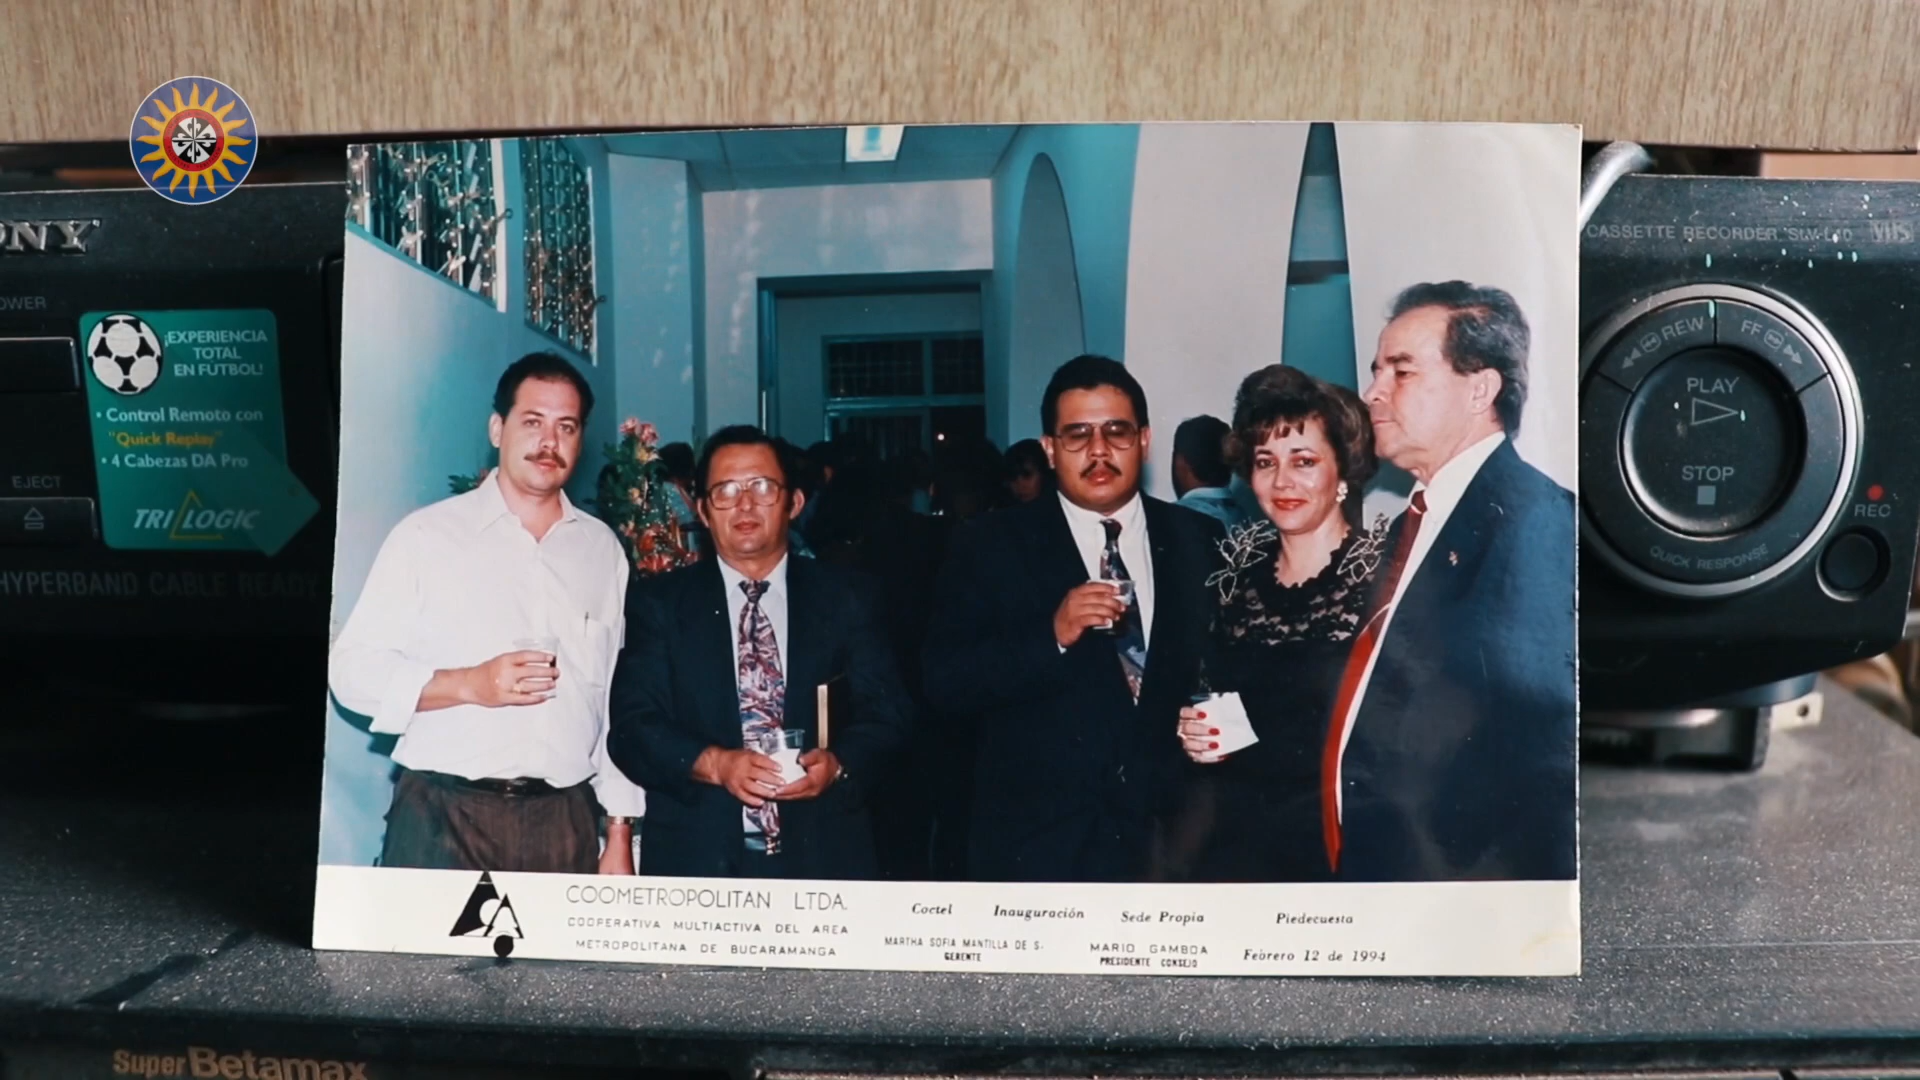 POWER
EJECT
¡EXPERIENCIA
TOTAL
EN FUTBOL!
• Control Remoto con
"Quick Replay"
• 4 Cabezas DA Pro
TRILOGIC
HYPERBAND CABLE READY
CASSETTE RECORDER VHS
REW
FF
PLAY
STOP
REC
QUICK RESPONSE
COOMETROPOLITAN LTDA.
COOPERATIVA MULTIACTIVA DEL AREA
METROPOLITANA DE BUCARAMANGA
Coctel Inauguración Sede Propia Piedecuesta
MARTHA SOFIA MANTILLA DE S.
GERENTE
MARIO GAMBOA
PRESIDENTE CONSEJO
Febrero 12 de 1994
Super Betamax